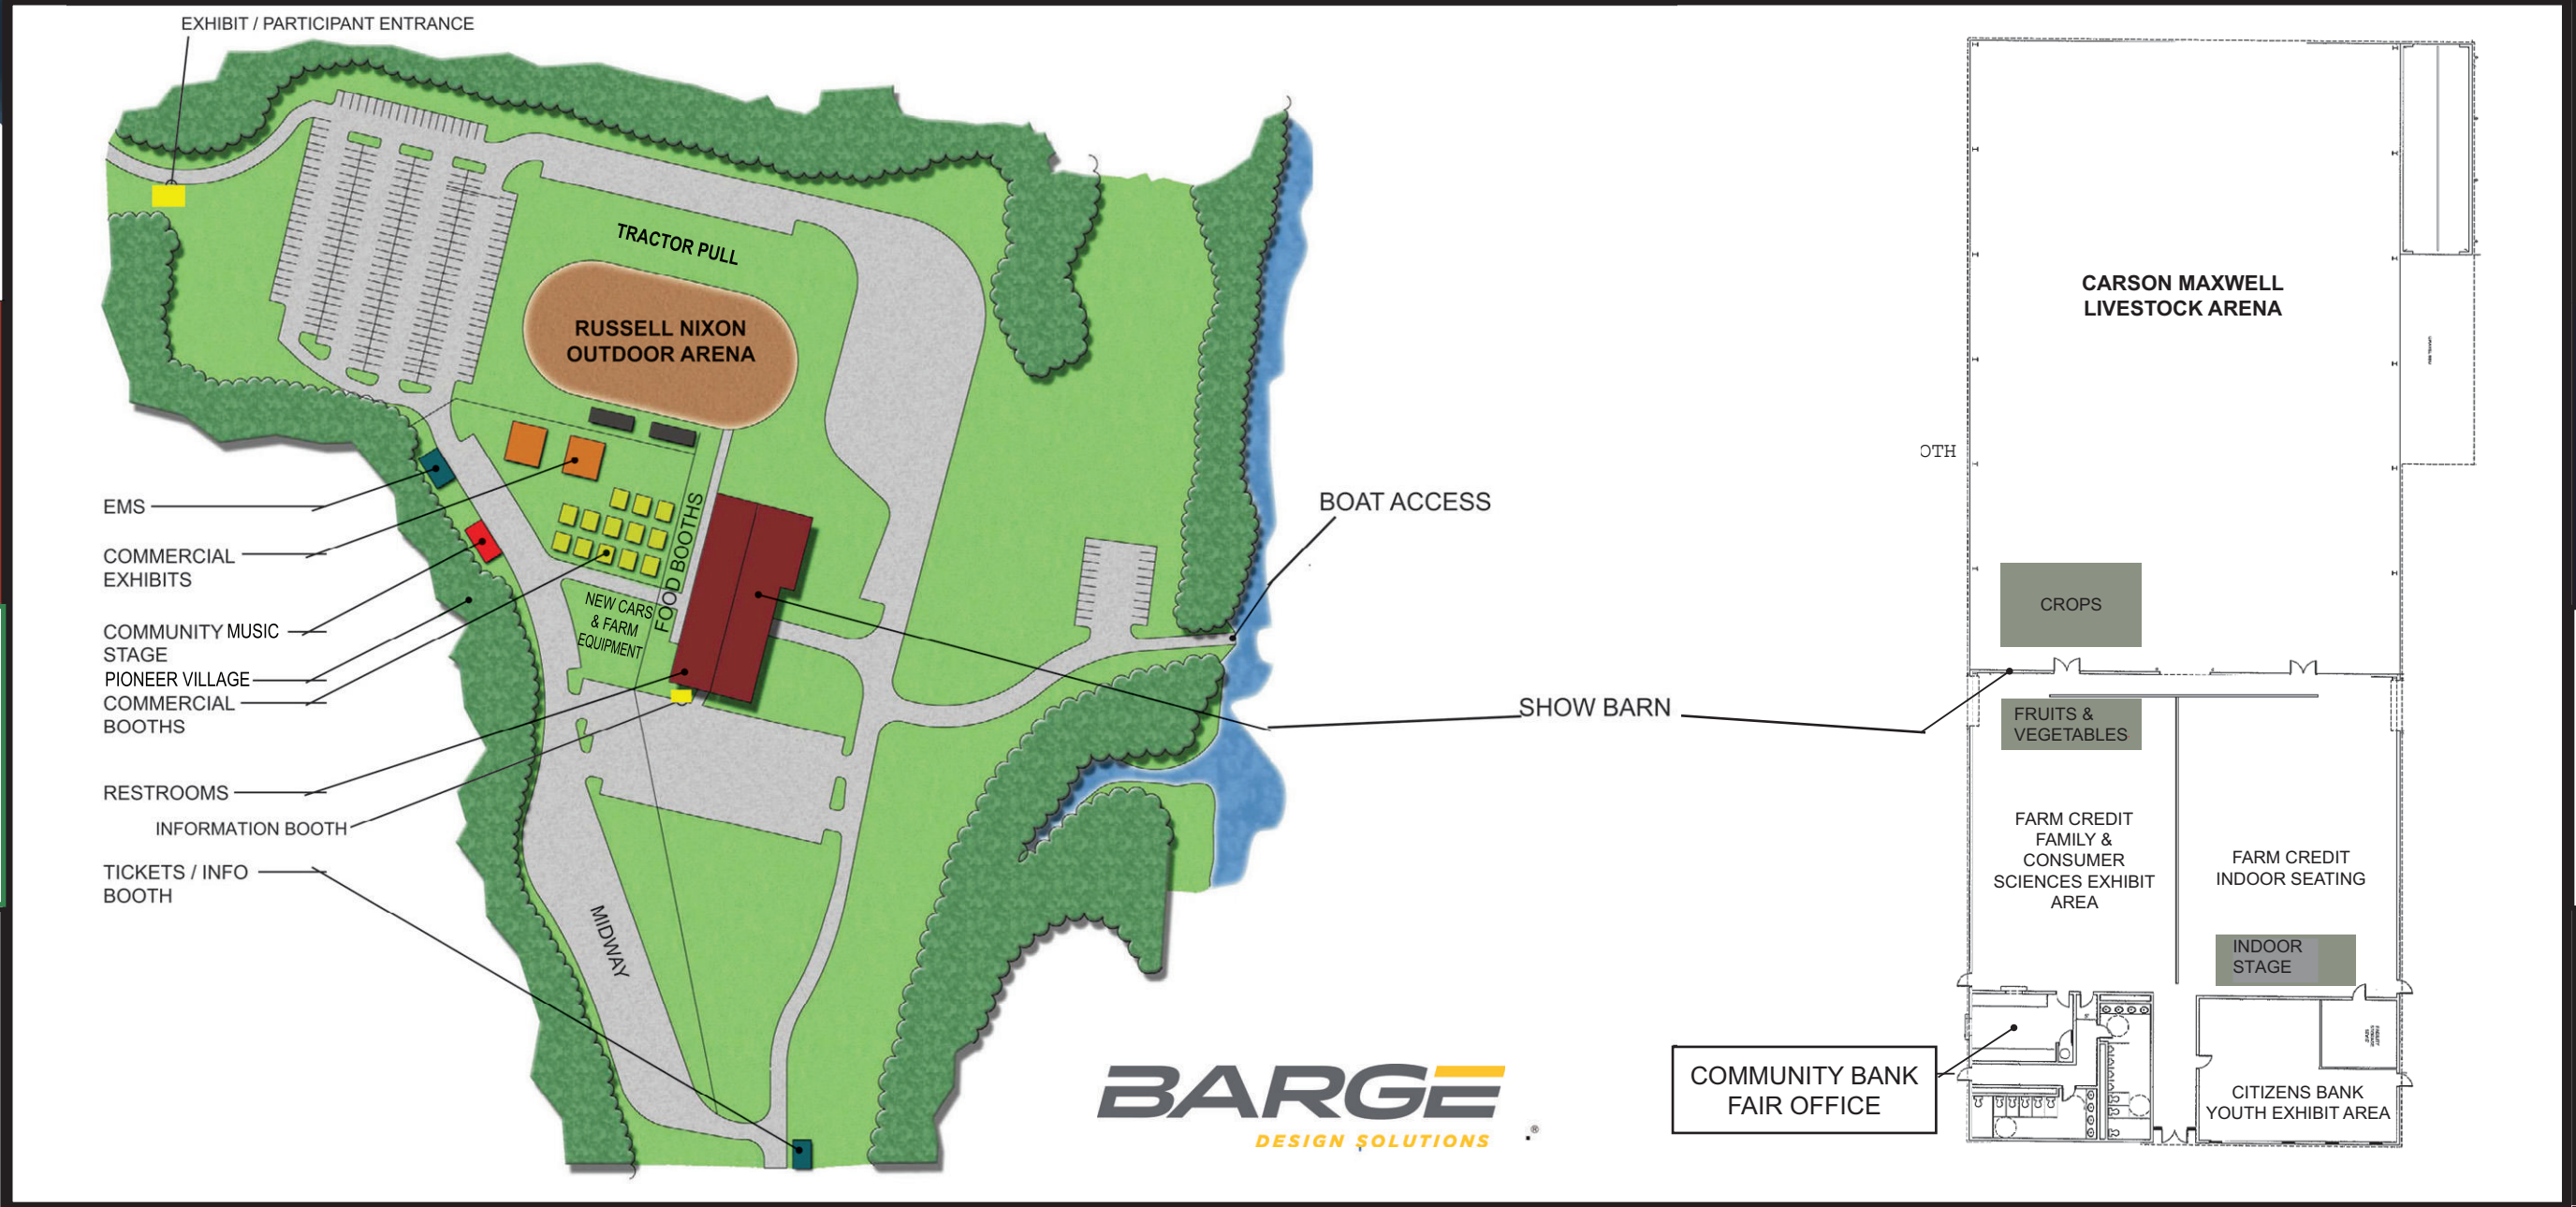 EXHIBIT / PARTICIPANT ENTRANCE
TRACTOR PULL
RUSSELL NIXON
OUTDOOR ARENA
FOOD BOOTHS
NEW CARS
& FARM
EQUIPMENT
MIDWAY
EMS
COMMERCIAL
EXHIBITS
COMMUNITY MUSIC
STAGE
PIONEER VILLAGE
COMMERCIAL
BOOTHS
RESTROOMS
INFORMATION BOOTH
TICKETS / INFO
BOOTH
BOAT ACCESS
SHOW BARN
BARGE
DESIGN SOLUTIONS
®
OTH
CARSON MAXWELL
LIVESTOCK ARENA
CROPS
FRUITS &
VEGETABLES
FARM CREDIT
FAMILY &
CONSUMER
SCIENCES EXHIBIT
AREA
FARM CREDIT
INDOOR SEATING
INDOOR
STAGE
COMMUNITY BANK
FAIR OFFICE
CITIZENS BANK
YOUTH EXHIBIT AREA